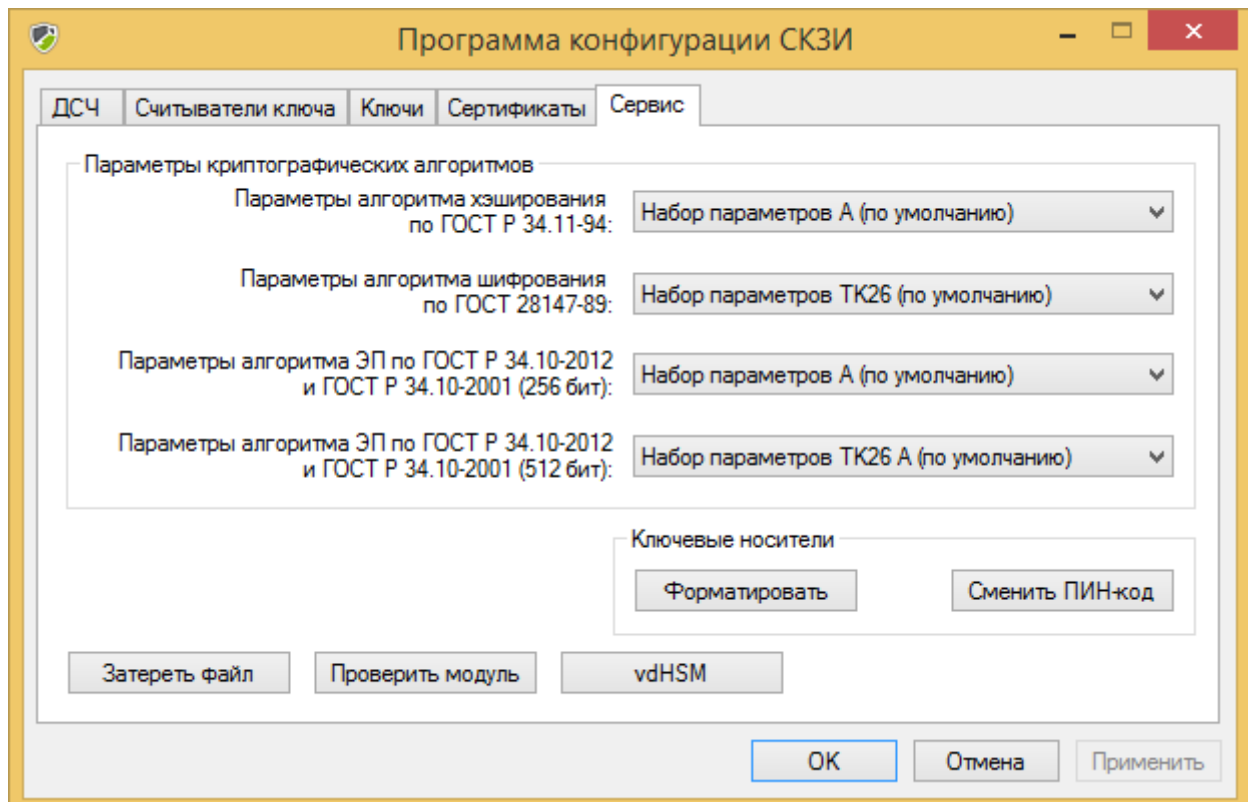 Программа конфигурации СКЗИ
ДСЧ
Считыватели ключа
Ключи
Сертификаты
Сервис
Параметры криптографических алгоритмов
Параметры алгоритма хэширования
по ГОСТ Р 34.11-94:
Набор параметров А (по умолчанию)
Параметры алгоритма шифрования
по ГОСТ 28147-89:
Набор параметров ТК26 (по умолчанию)
Параметры алгоритма ЭП по ГОСТ Р 34.10-2012
и ГОСТ Р 34.10-2001 (256 бит):
Набор параметров А (по умолчанию)
Параметры алгоритма ЭП по ГОСТ Р 34.10-2012
и ГОСТ Р 34.10-2001 (512 бит):
Набор параметров ТК26 А (по умолчанию)
Ключевые носители
Форматировать
Сменить ПИН-код
Затереть файл
Проверить модуль
vdHSM
ОК
Отмена
Применить